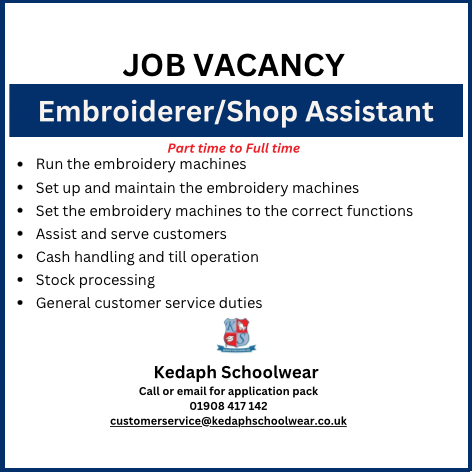 JOB VACANCY
Embroiderer/Shop Assistant
Part time to Full time
• Run the embroidery machines
• Set up and maintain the embroidery machines
• Set the embroidery machines to the correct functions
• Assist and serve customers
• Cash handling and till operation
• Stock processing
• General customer service duties
K S
Kedaph Schoolwear
Call or email for application pack
01908 417 142
customerservice@kedaphschoolwear.co.uk